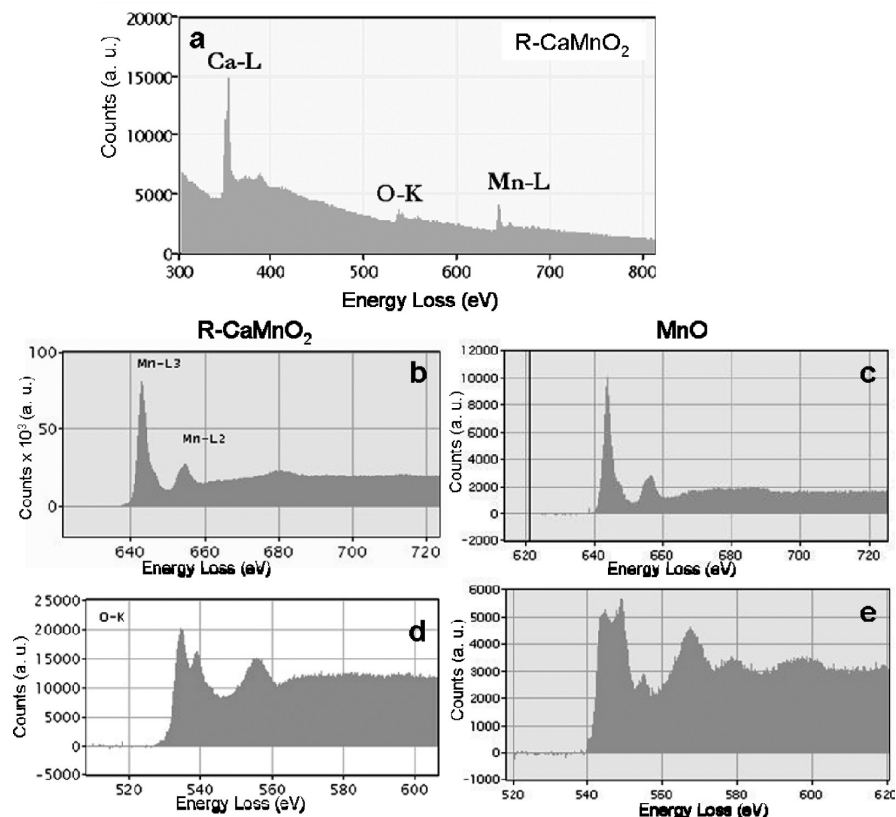 a
R-CaMnO2
Ca-L
O-K
Mn-L
Counts (a. u.)
20000
15000
10000
5000
0
300 400 500 600 700 800
Energy Loss (eV)
R-CaMnO2
b
Mn-L3
Mn-L2
Counts x 10³ (a. u.)
100
50
0
640 660 680 700 720
Energy Loss (eV)
MnO
c
Counts (a. u.)
12000
10000
8000
6000
4000
2000
0
-2000
620 640 660 680 700 720
Energy Loss (eV)
d
O-K
Counts (a. u.)
25000
20000
15000
10000
5000
0
-5000
520 540 560 580 600
Energy Loss (eV)
e
Counts (a. u.)
6000
5000
4000
3000
2000
1000
0
-1000
520 540 560 580 600 620
Energy Loss (eV)